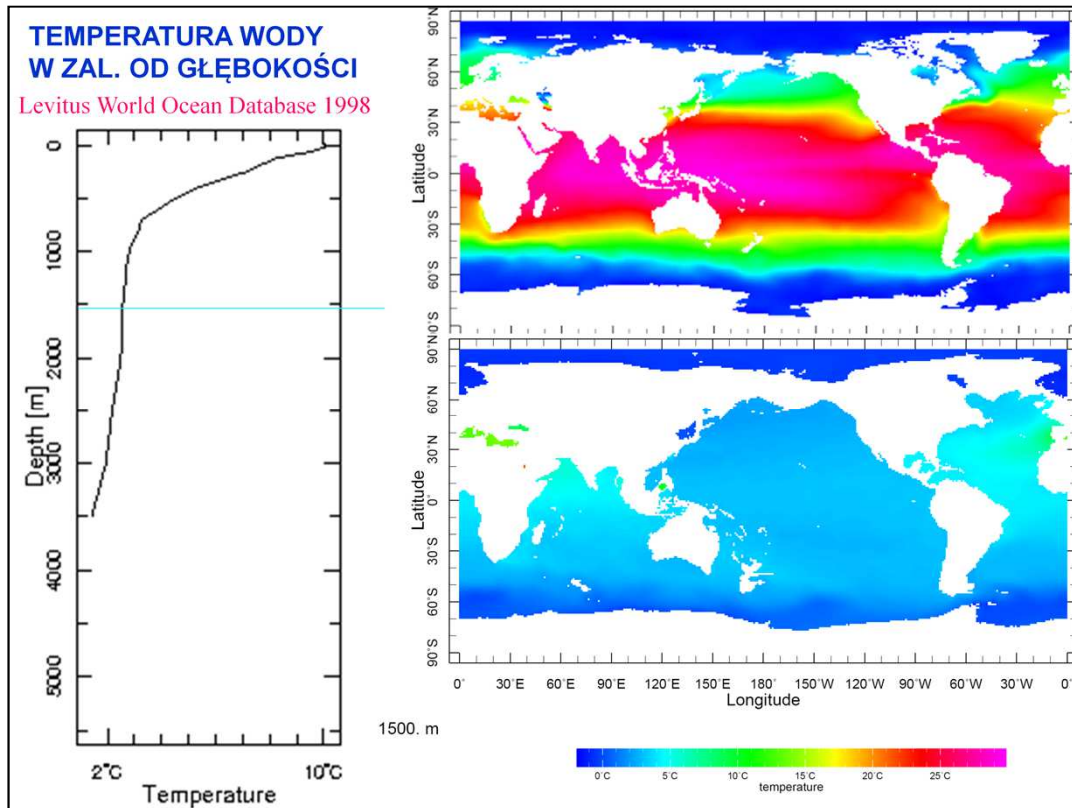 TEMPERATURA WODY
W ZAL. OD GŁĘBOKOŚCI
Levitus World Ocean Database 1998
0
1000
2000
3000
4000
5000
Depth [m]
2°C 10°C
Temperature
1500. m
Latitude
60°N
30°N
0°
30°S
60°S
90°S
Latitude
90°N
60°N
30°N
0°
30°S
60°S
90°S
0° 30°E 60°E 90°E 120°E 150°E 180° 150°W 120°W 90°W 60°W 30°W 0°
Longitude
0°C 5°C 10°C 15°C 20°C 25°C
temperature